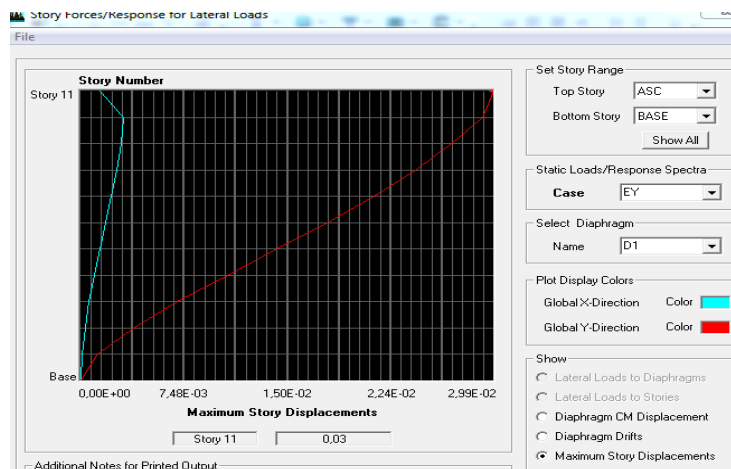 Story Forces/Response for Lateral Loads
File
Story Number
Story 11
Base
0,00E+00 7,48E-03 1,50E-02 2,24E-02 2,99E-02
Maximum Story Displacements
Story 11 0,03
Additional Notes for Printed Output
Set Story Range
Top Story ASC
Bottom Story BASE
Show All
Static Loads/Response Spectra
Case EY
Select Diaphragm
Name D1
Plot Display Colors
Global X-Direction Color
Global Y-Direction Color
Show
Lateral Loads to Diaphragms
Lateral Loads to Stories
Diaphragm CM Displacement
Diaphragm Drifts
Maximum Story Displacements